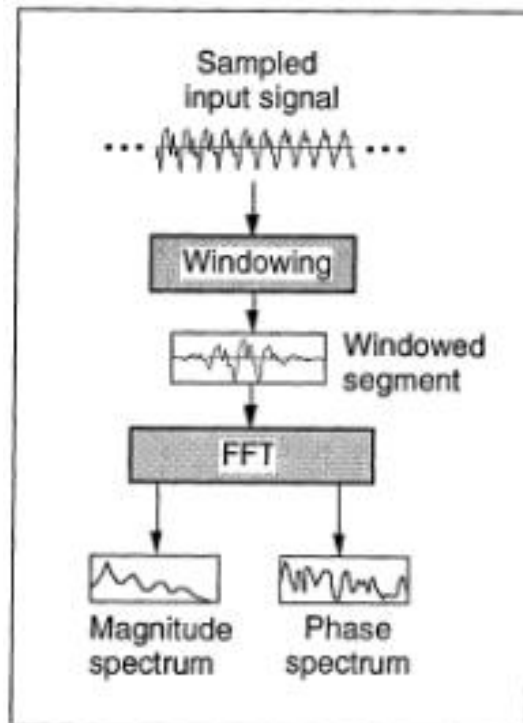 Sampled
input signal
Windowing
Windowed
segment
FFT
Magnitude
spectrum
Phase
spectrum